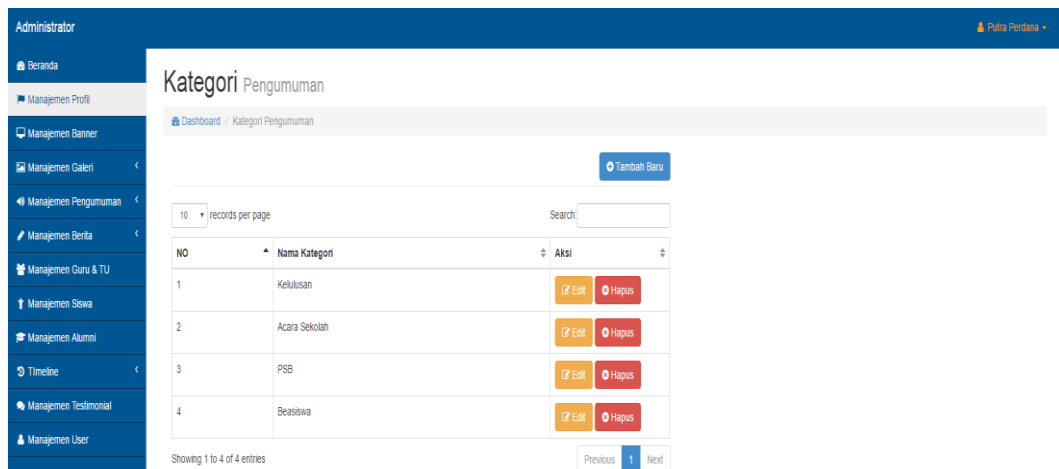 Administrator
Putra Perdana
Beranda
Manajemen Profil
Manajemen Banner
Manajemen Galeri
Manajemen Pengumuman
Manajemen Berita
Manajemen Guru & TU
Manajemen Siswa
Manajemen Alumni
TImeline
Manajemen Testimonial
Manajemen User
Kategori Pengumuman
Dashboard / Kategori Pengumuman
Tambah Baru
10 records per page Search:
NO Nama Kategori Aksi
1 Kelulusan Edit Hapus
2 Acara Sekolah Edit Hapus
3 PSB Edit Hapus
4 Beasiswa Edit Hapus
Showing 1 to 4 of 4 entries Previous 1 Next